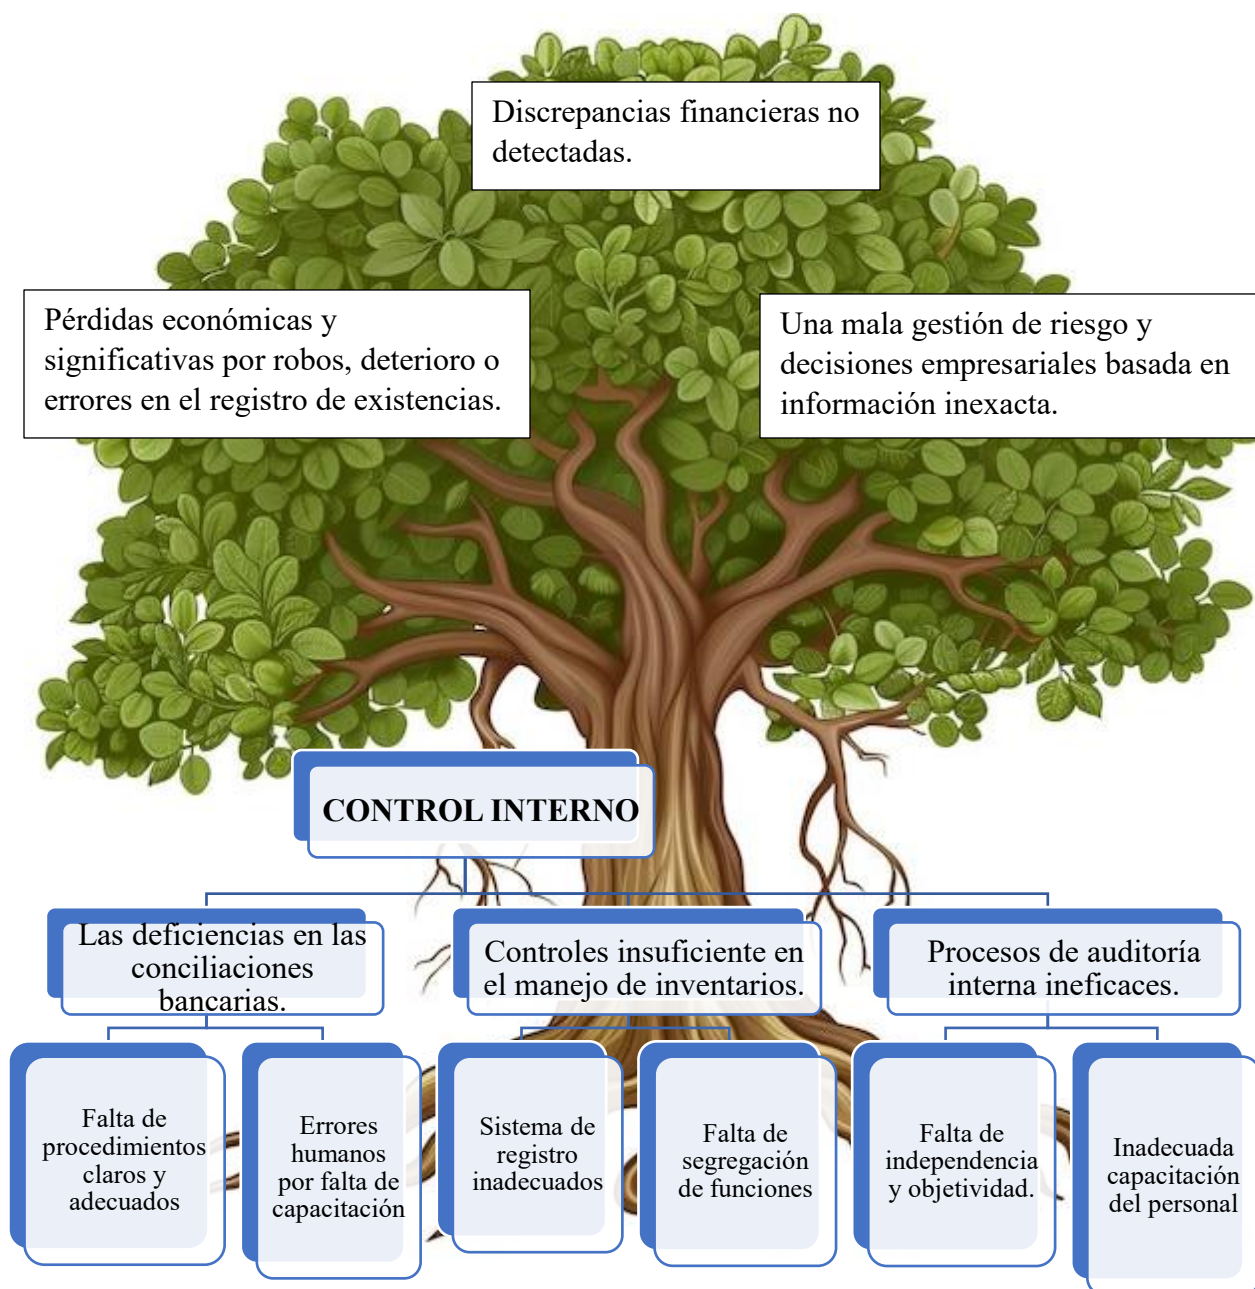 Discrepancias financieras no
detectadas.
Pérdidas económicas y
significativas por robos, deterioro o
errores en el registro de existencias.
Una mala gestión de riesgo y
decisiones empresariales basada en
información inexacta.
CONTROL INTERNO
Las deficiencias en las
conciliaciones
bancarias.
Controles insuficiente en
el manejo de inventarios.
Procesos de auditoría
interna ineficaces.
Falta de
procedimientos
claros y
adecuados
Errores
humanos
por falta de
capacitación
Sistema de
registro
inadecuados
Falta de
segregación
de funciones
Falta de
independencia
y objetividad.
Inadecuada
capacitación
del personal